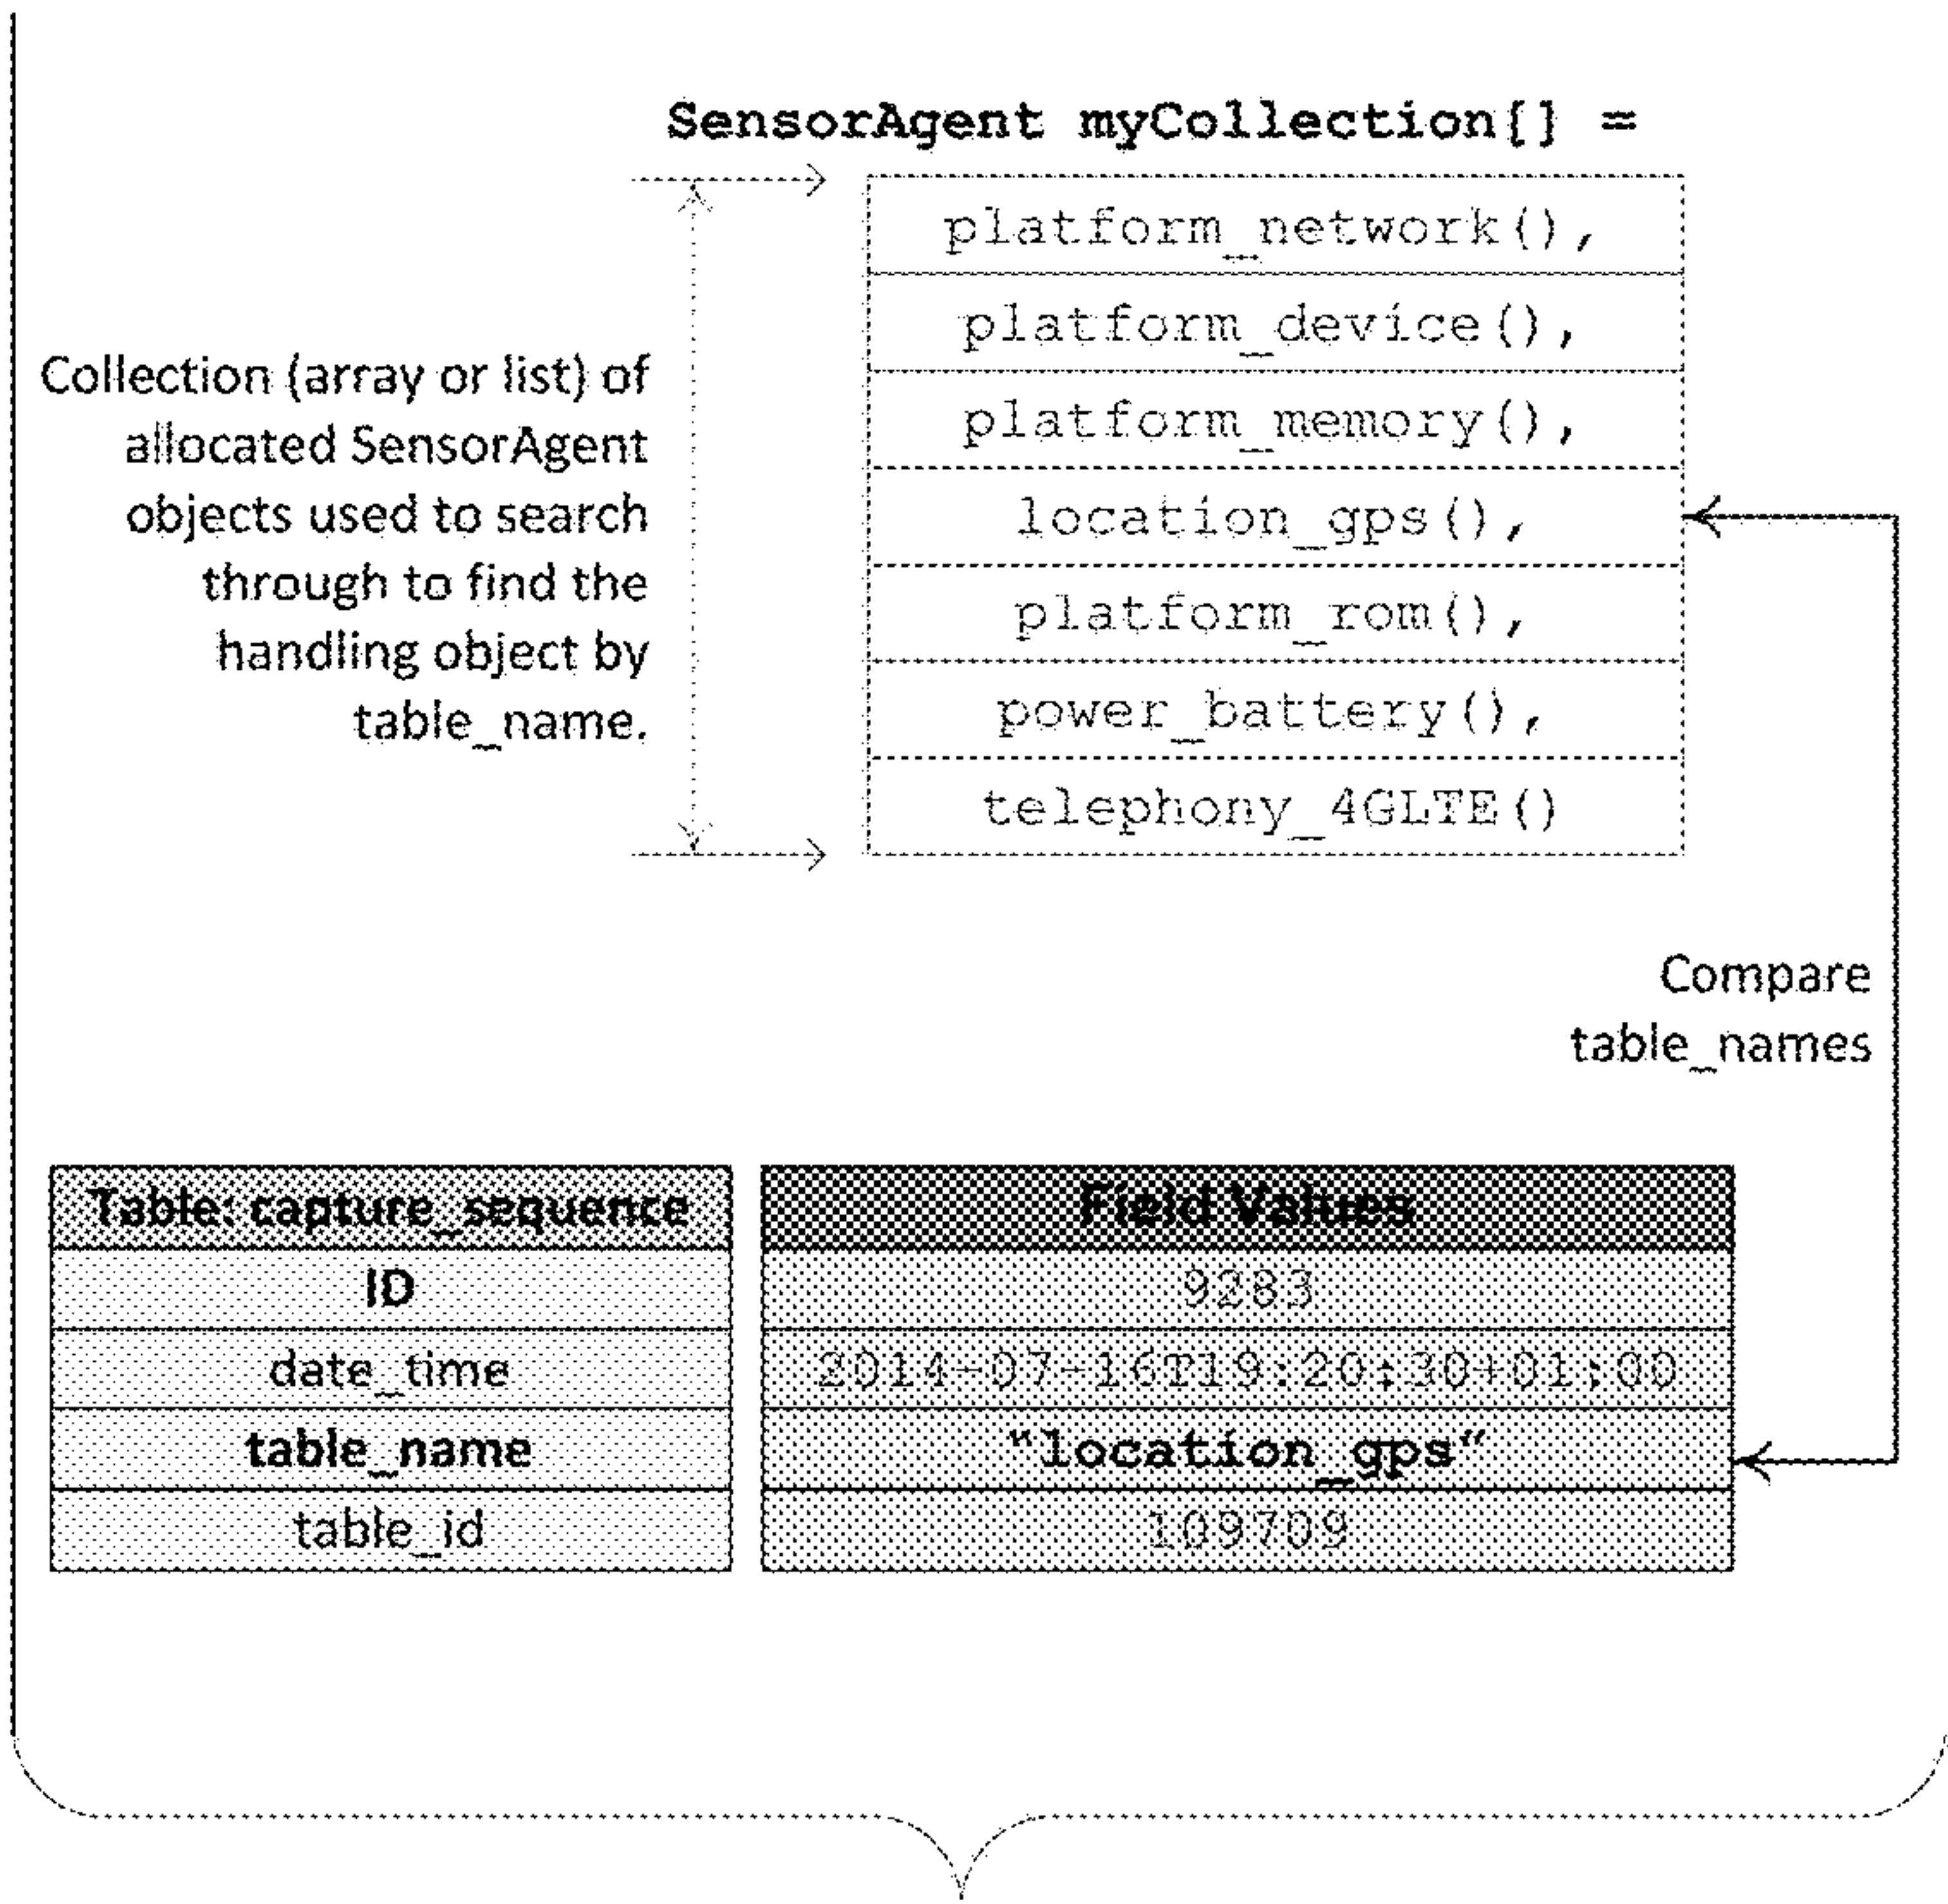 SensorAgent myCollection[] =
platform_network(),
platform_device(),
platform_memory(),
location_gps(),
platform_rom(),
power_battery(),
telephony_4GLTE()
Collection (array or list) of
allocated SensorAgent
objects used to search
through to find the
handling object by
table_name.
Compare
table_names
Table: capture_sequence Field Values
ID 9283
date_time 2014-07-16T19:20:30+01:00
table_name "location_gps"
table_id 109709